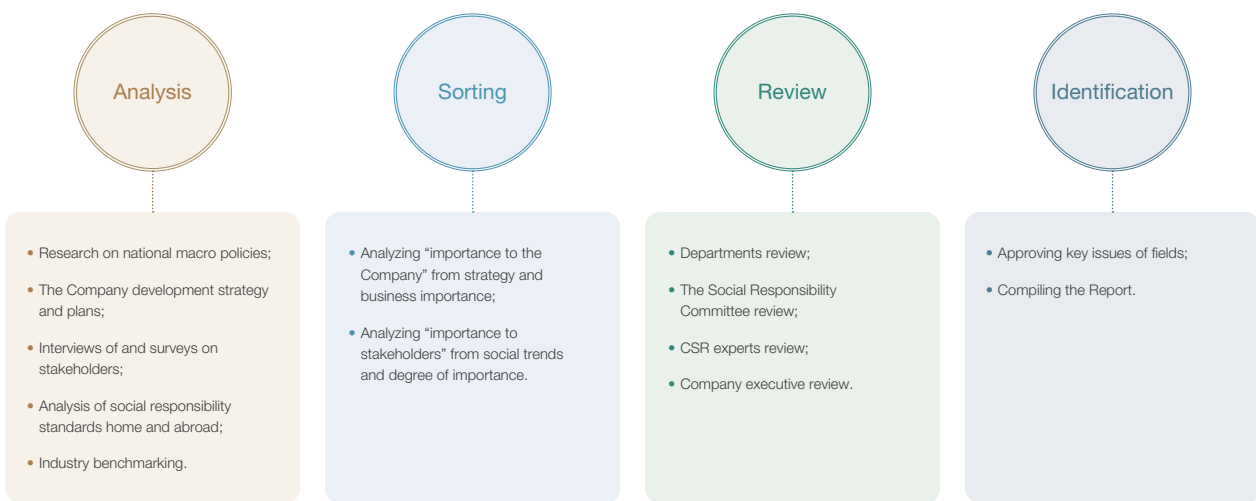 Analysis
• Research on national macro policies;
• The Company development strategy
and plans;
• Interviews of and surveys on
stakeholders;
• Analysis of social responsibility
standards home and abroad;
• Industry benchmarking.
Sorting
• Analyzing “importance to the
Company” from strategy and
business importance;
• Analyzing “importance to
stakeholders” from social trends
and degree of importance.
Review
• Departments review;
• The Social Responsibility
Committee review;
• CSR experts review;
• Company executive review.
Identification
• Approving key issues of fields;
• Compiling the Report.